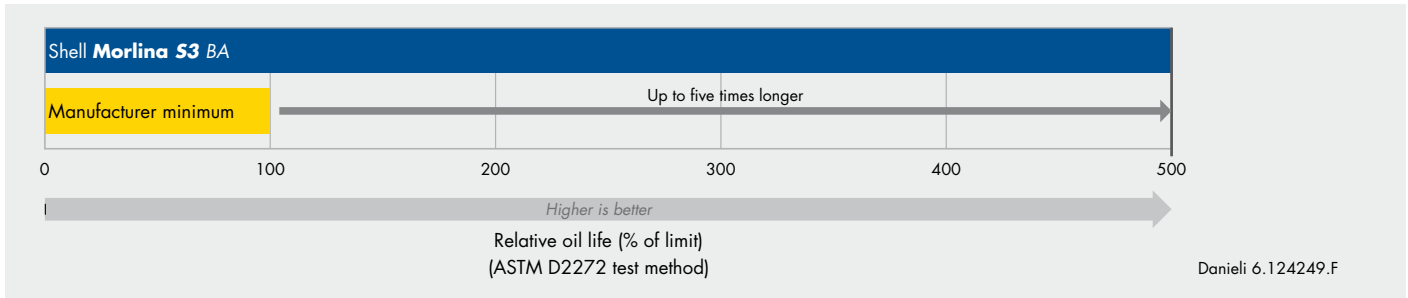 Shell Morlina S3 BA
Up to five times longer
Manufacturer minimum
0 100 200 300 400 500
Higher is better
Relative oil life (% of limit)
(ASTM D2272 test method)
Danieli 6.124249.F